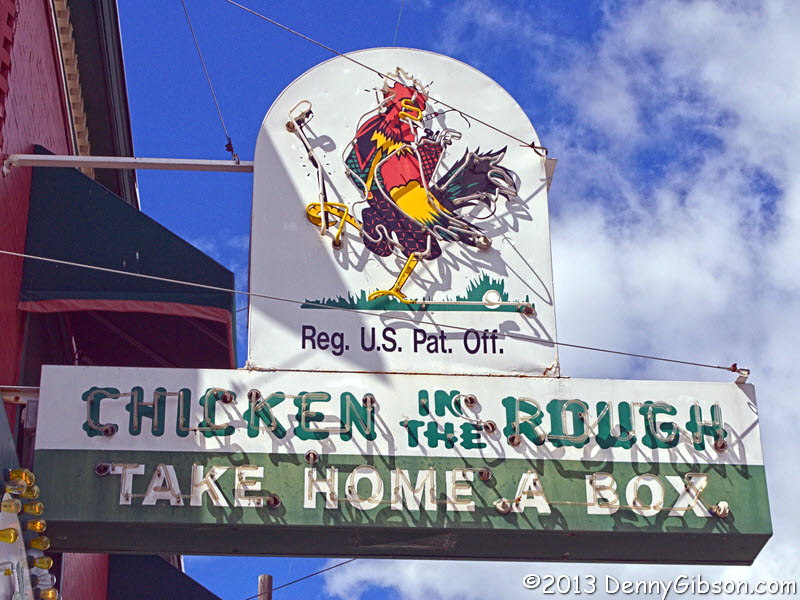 Reg. U.S. Pat. Off.
CHICKEN IN THE ROUGH
TAKE HOME A BOX.
©2013 DennyGibson.com